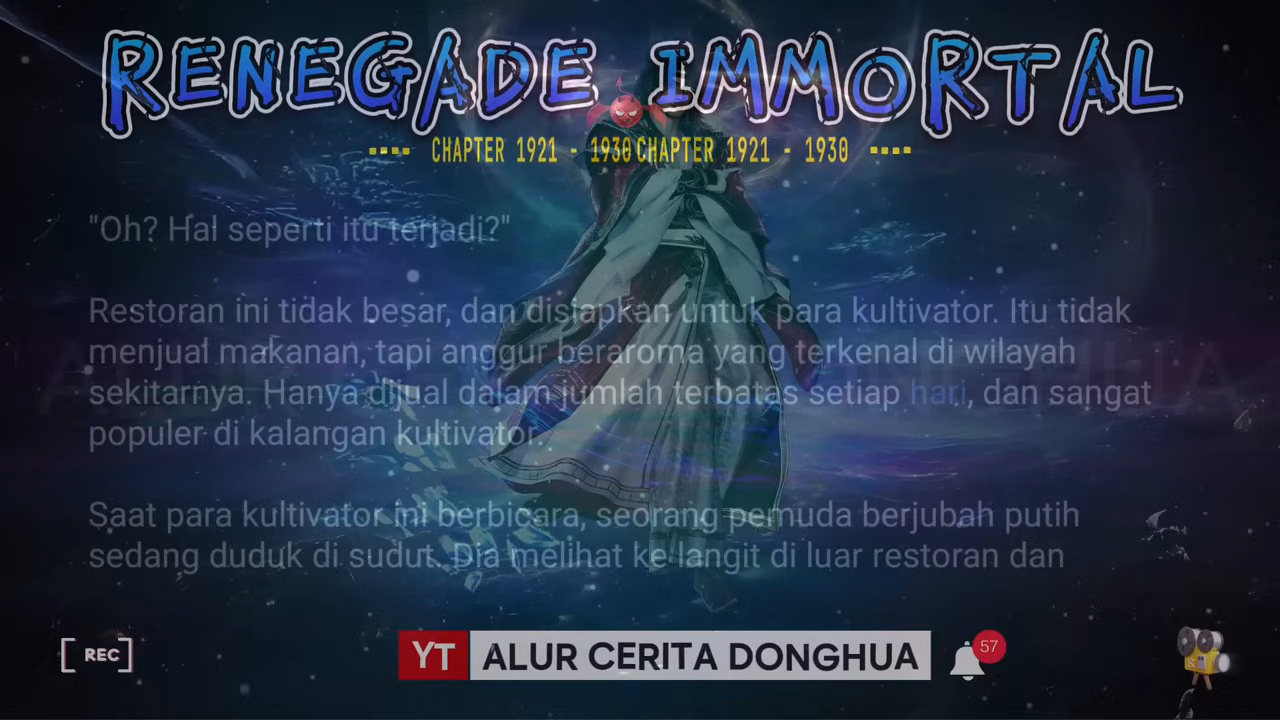 RENEGADE IMMORTAL
CHAPTER 1921 - 1930 CHAPTER 1921 - 1930
"Oh? Hal seperti itu terjadi?"
Restoran ini tidak besar, dan disiapkan untuk para kultivator. Itu tidak
menjual makanan, tapi anggur beraroma yang terkenal di wilayah
sekitarnya. Hanya dijual dalam jumlah terbatas setiap hari, dan sangat
populer di kalangan kultivator.
Saat para kultivator ini berbicara, seorang pemuda berjubah putih
sedang duduk di sudut. Dia melihat ke langit di luar restoran dan
[REC]
YT ALUR CERITA DONGHUA
57